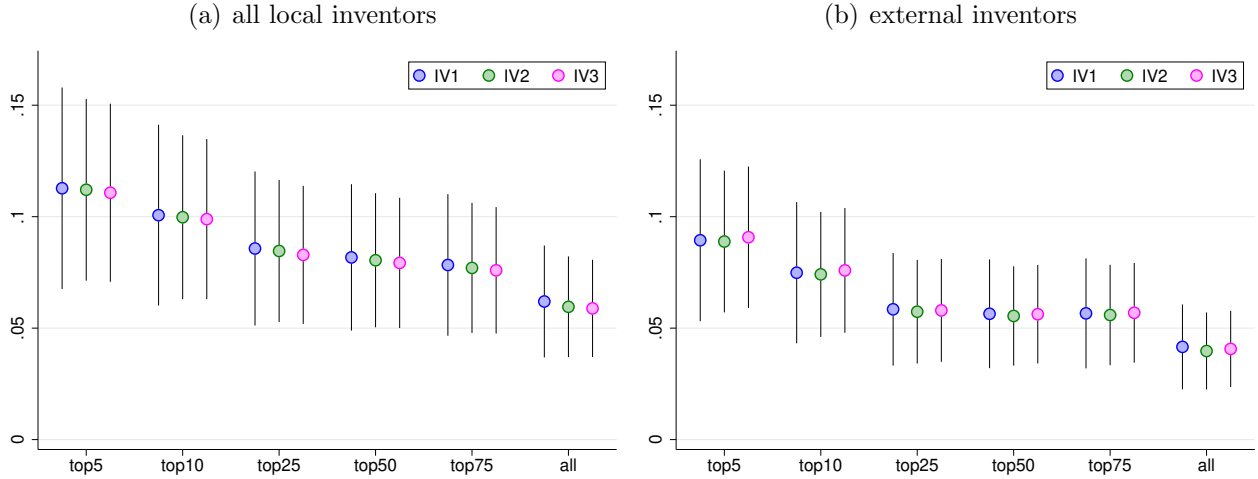 (a) all local inventors
IV1 IV2 IV3
.15
.1
.05
0
top5 top10 top25 top50 top75 all
(b) external inventors
IV1 IV2 IV3
.15
.1
.05
0
top5 top10 top25 top50 top75 all